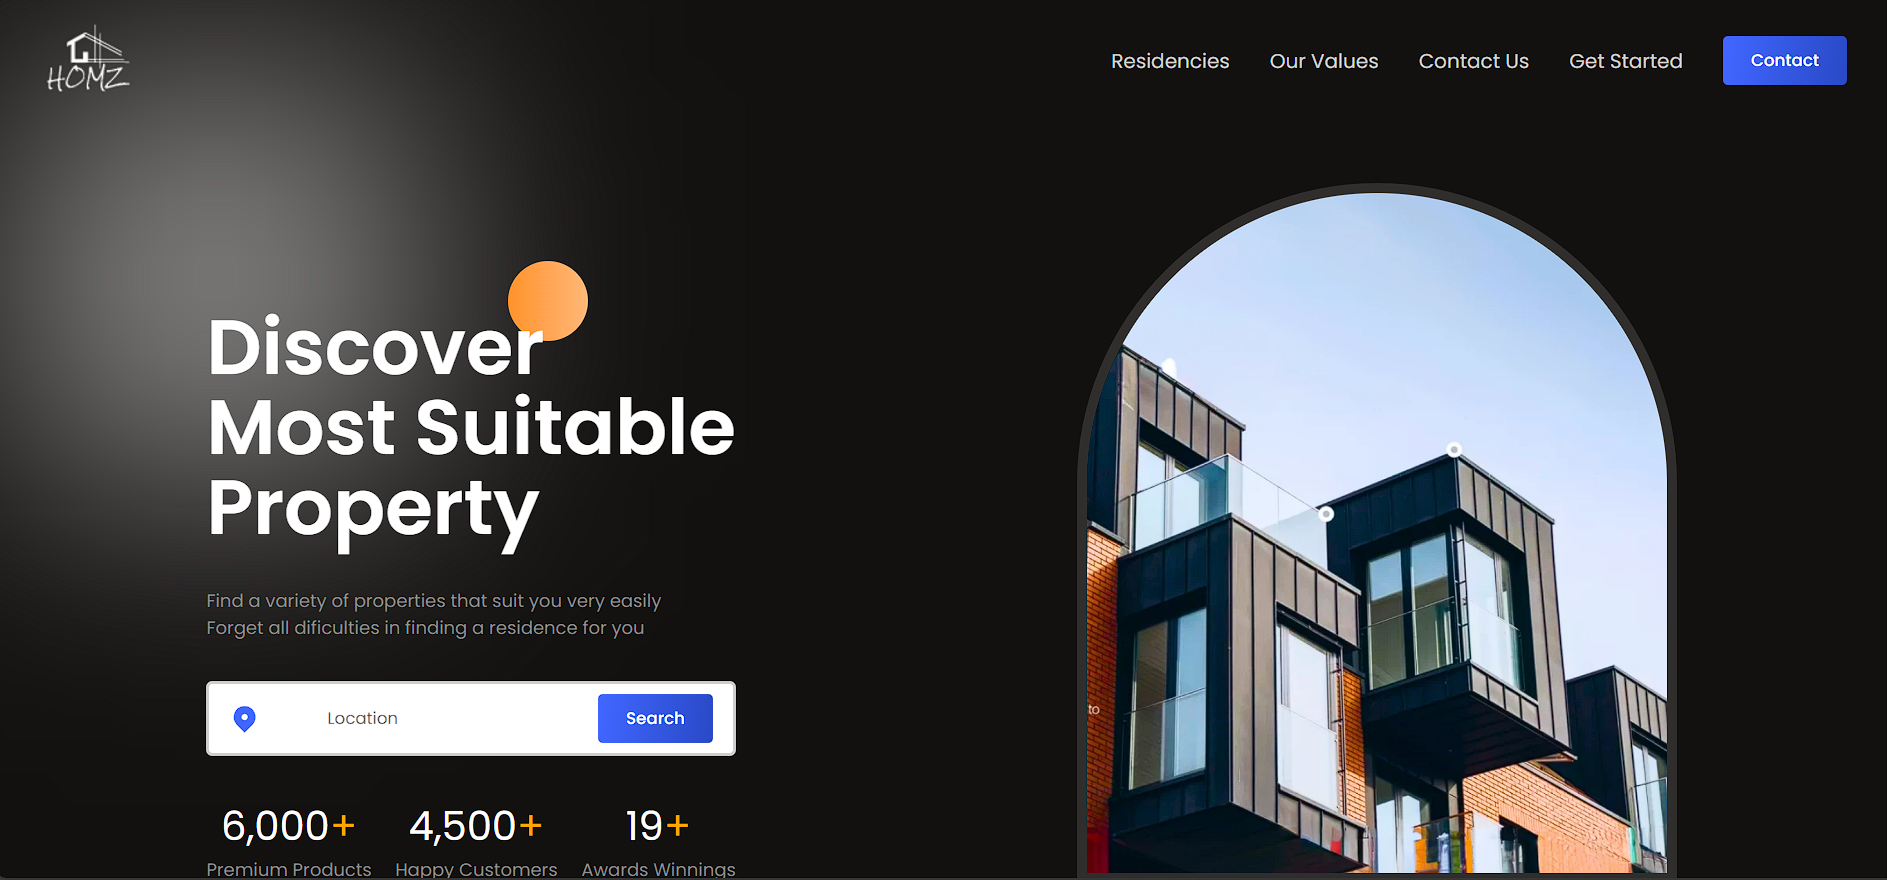 HOMZ
Residencies
Our Values
Contact Us
Get Started
Contact
Discover
Most Suitable
Property
Find a variety of properties that suit you very easily
Forget all dificulties in finding a residence for you
Location
Search
6,000+
4,500+
19+
Premium Products
Happy Customers
Awards Winnings
to